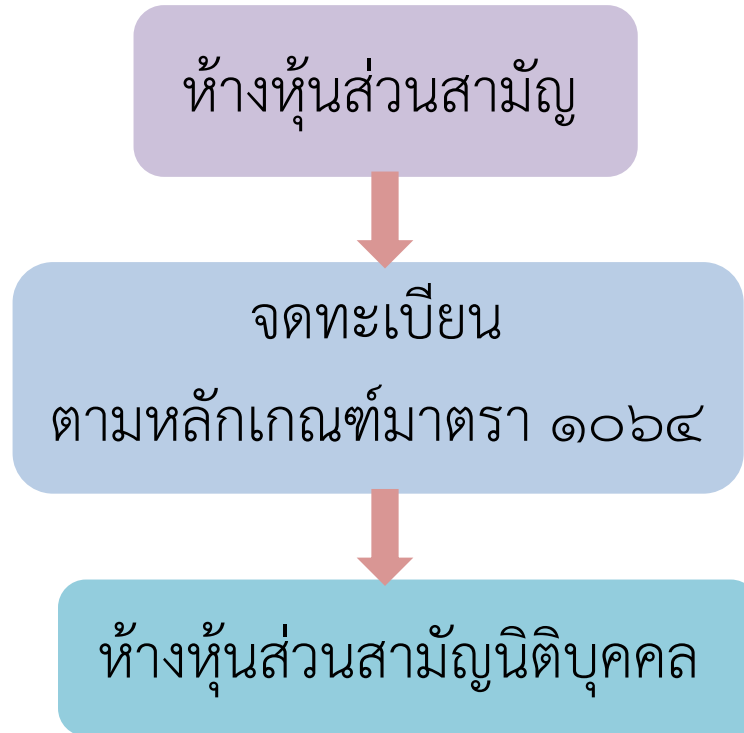 ห้างหุ้นส่วนสามัญ
จดทะเบียน
ตามหลักเกณฑ์มาตรา ๑๐๖๔
ห้างหุ้นส่วนสามัญนิติบุคคล